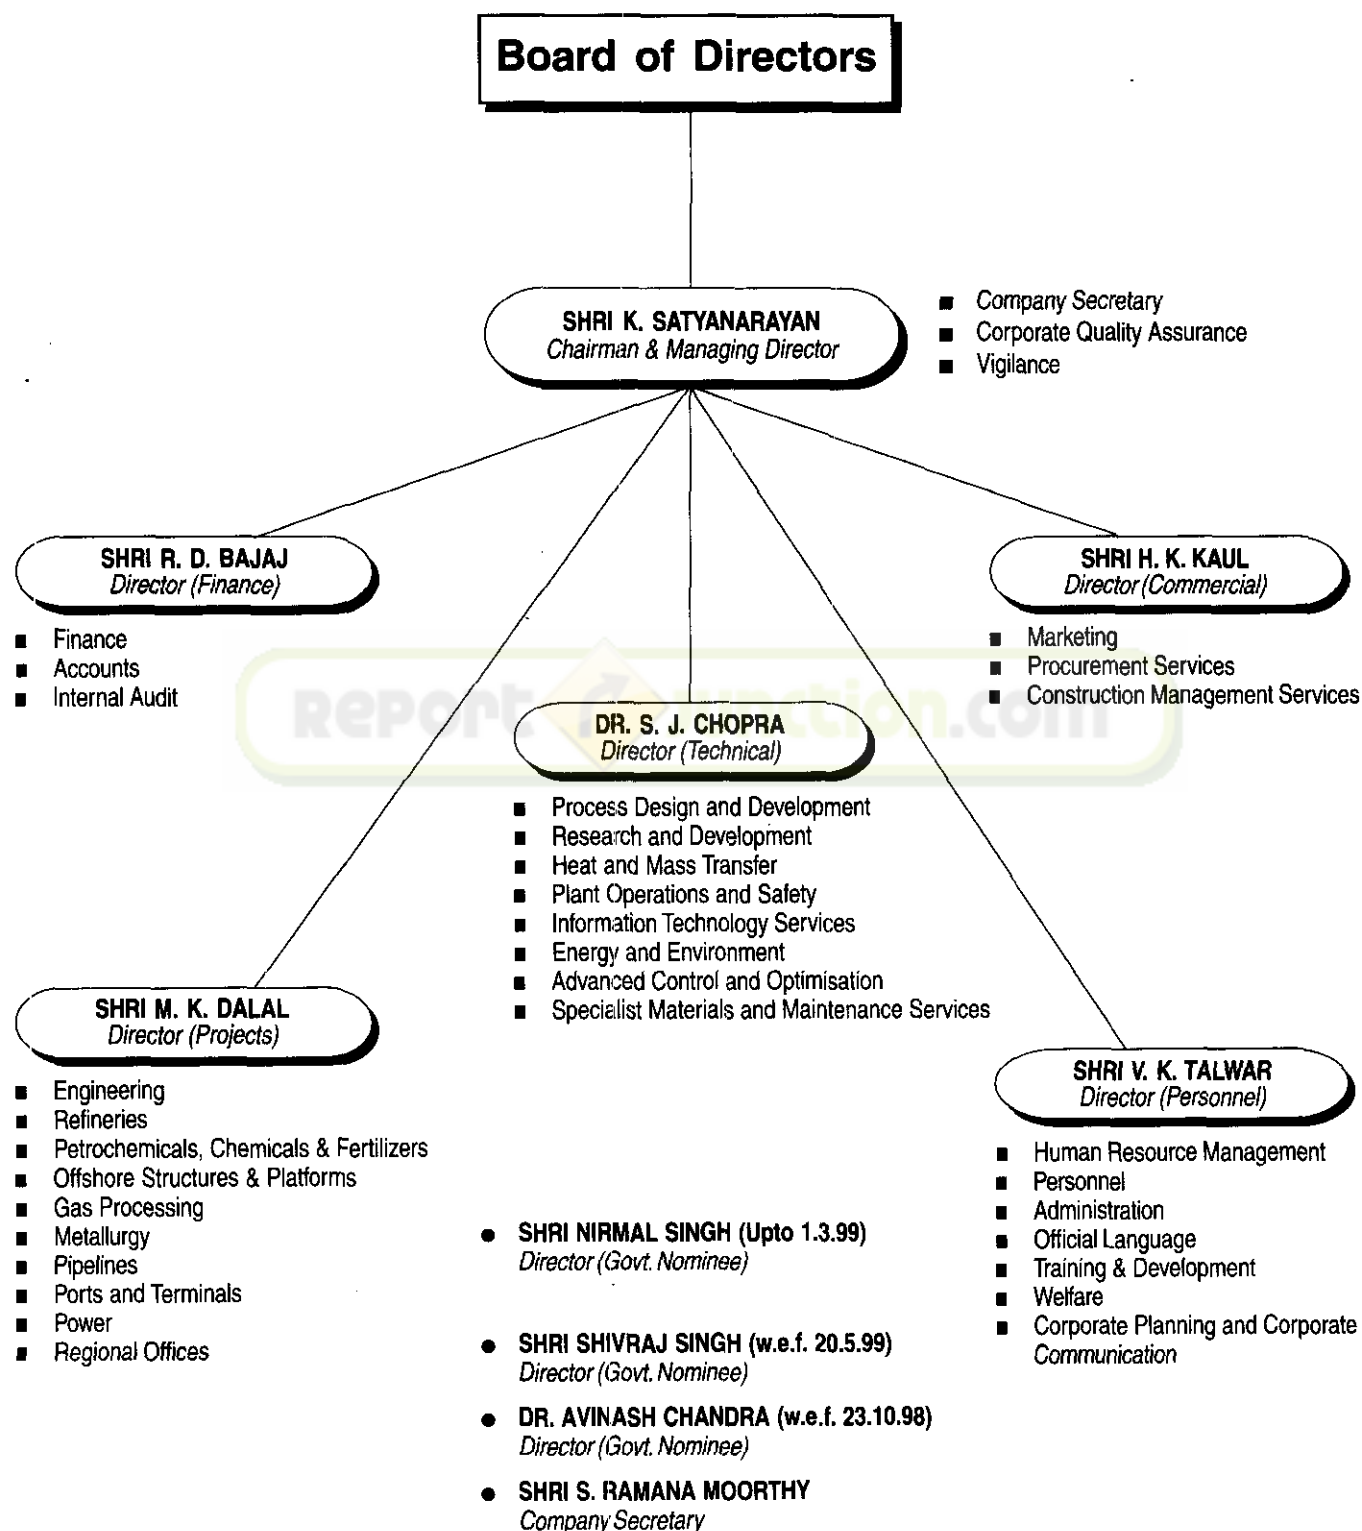 Board of Directors
SHRI K. SATYANARAYAN
Chairman & Managing Director
■ Company Secretary
■ Corporate Quality Assurance
■ Vigilance
SHRI R. D. BAJAJ
Director (Finance)
■ Finance
■ Accounts
■ Internal Audit
SHRI H. K. KAUL
Director (Commercial)
■ Marketing
■ Procurement Services
■ Construction Management Services
Report Junction.com
DR. S. J. CHOPRA
Director (Technical)
■ Process Design and Development
■ Research and Development
■ Heat and Mass Transfer
■ Plant Operations and Safety
■ Information Technology Services
■ Energy and Environment
■ Advanced Control and Optimisation
■ Specialist Materials and Maintenance Services
SHRI M. K. DALAL
Director (Projects)
■ Engineering
■ Refineries
■ Petrochemicals, Chemicals & Fertilizers
■ Offshore Structures & Platforms
■ Gas Processing
■ Metallurgy
■ Pipelines
■ Ports and Terminals
■ Power
■ Regional Offices
SHRI V. K. TALWAR
Director (Personnel)
■ Human Resource Management
■ Personnel
■ Administration
■ Official Language
■ Training & Development
■ Welfare
■ Corporate Planning and Corporate
Communication
● SHRI NIRMAL SINGH (Upto 1.3.99)
Director (Govt. Nominee)
● SHRI SHIVRAJ SINGH (w.e.f. 20.5.99)
Director (Govt. Nominee)
● DR. AVINASH CHANDRA (w.e.f. 23.10.98)
Director (Govt. Nominee)
● SHRI S. RAMANA MOORTHY
Company Secretary